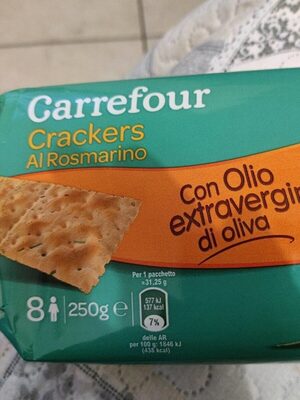 Carrefour
Crackers
Al Rosmarino
Con Olio
extravergin
di oliva
Per 1 pacchetto
=31,25 g
577 kJ
137 kcal
7%
8 250g e
delle AR
per 100 g: 1846 kJ
(438 kcal)